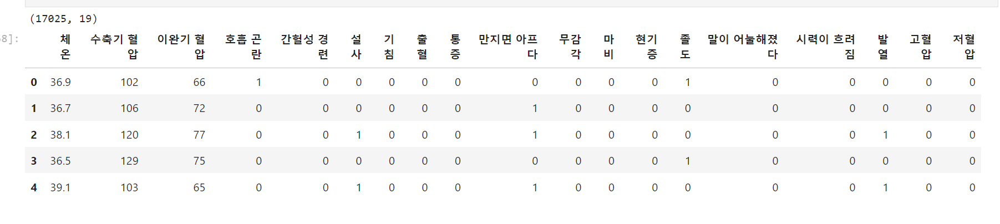 (17025, 19)
8]: 체 수축기 혈 이완기 혈 호흡 곤 간헐성 경 설 기 출 통 만지면 아프 무감 마 현기 졸 말이 어눌해졌 시력이 흐려 발 고혈 저혈
온 압 압 란 련 사 침 혈 증 다 각 비 증 도 다 짐 열 압 압
0 36.9 102 66 1 0 0 0 0 0 0 0 0 0 1 0 0 0 0 0
1 36.7 106 72 0 0 0 0 0 0 1 0 0 0 0 0 0 0 0 0
2 38.1 120 77 0 0 1 0 0 0 1 0 0 0 0 0 0 1 0 0
3 36.5 129 75 0 0 0 0 0 0 0 0 0 0 1 0 0 0 0 0
4 39.1 103 65 0 0 1 0 0 0 1 0 0 0 0 0 0 1 0 0